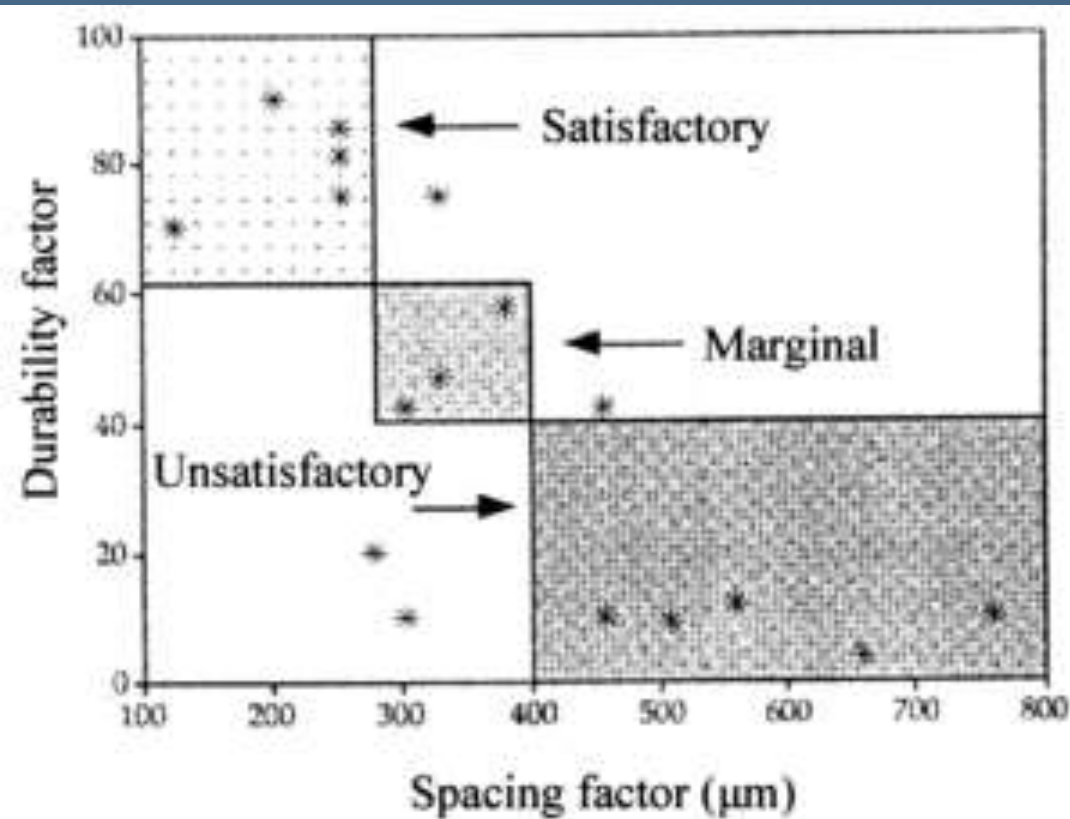 100
80
60
40
20
0
Durability factor
Satisfactory
Marginal
Unsatisfactory
100 200 300 400 500 600 700 800
Spacing factor (μm)